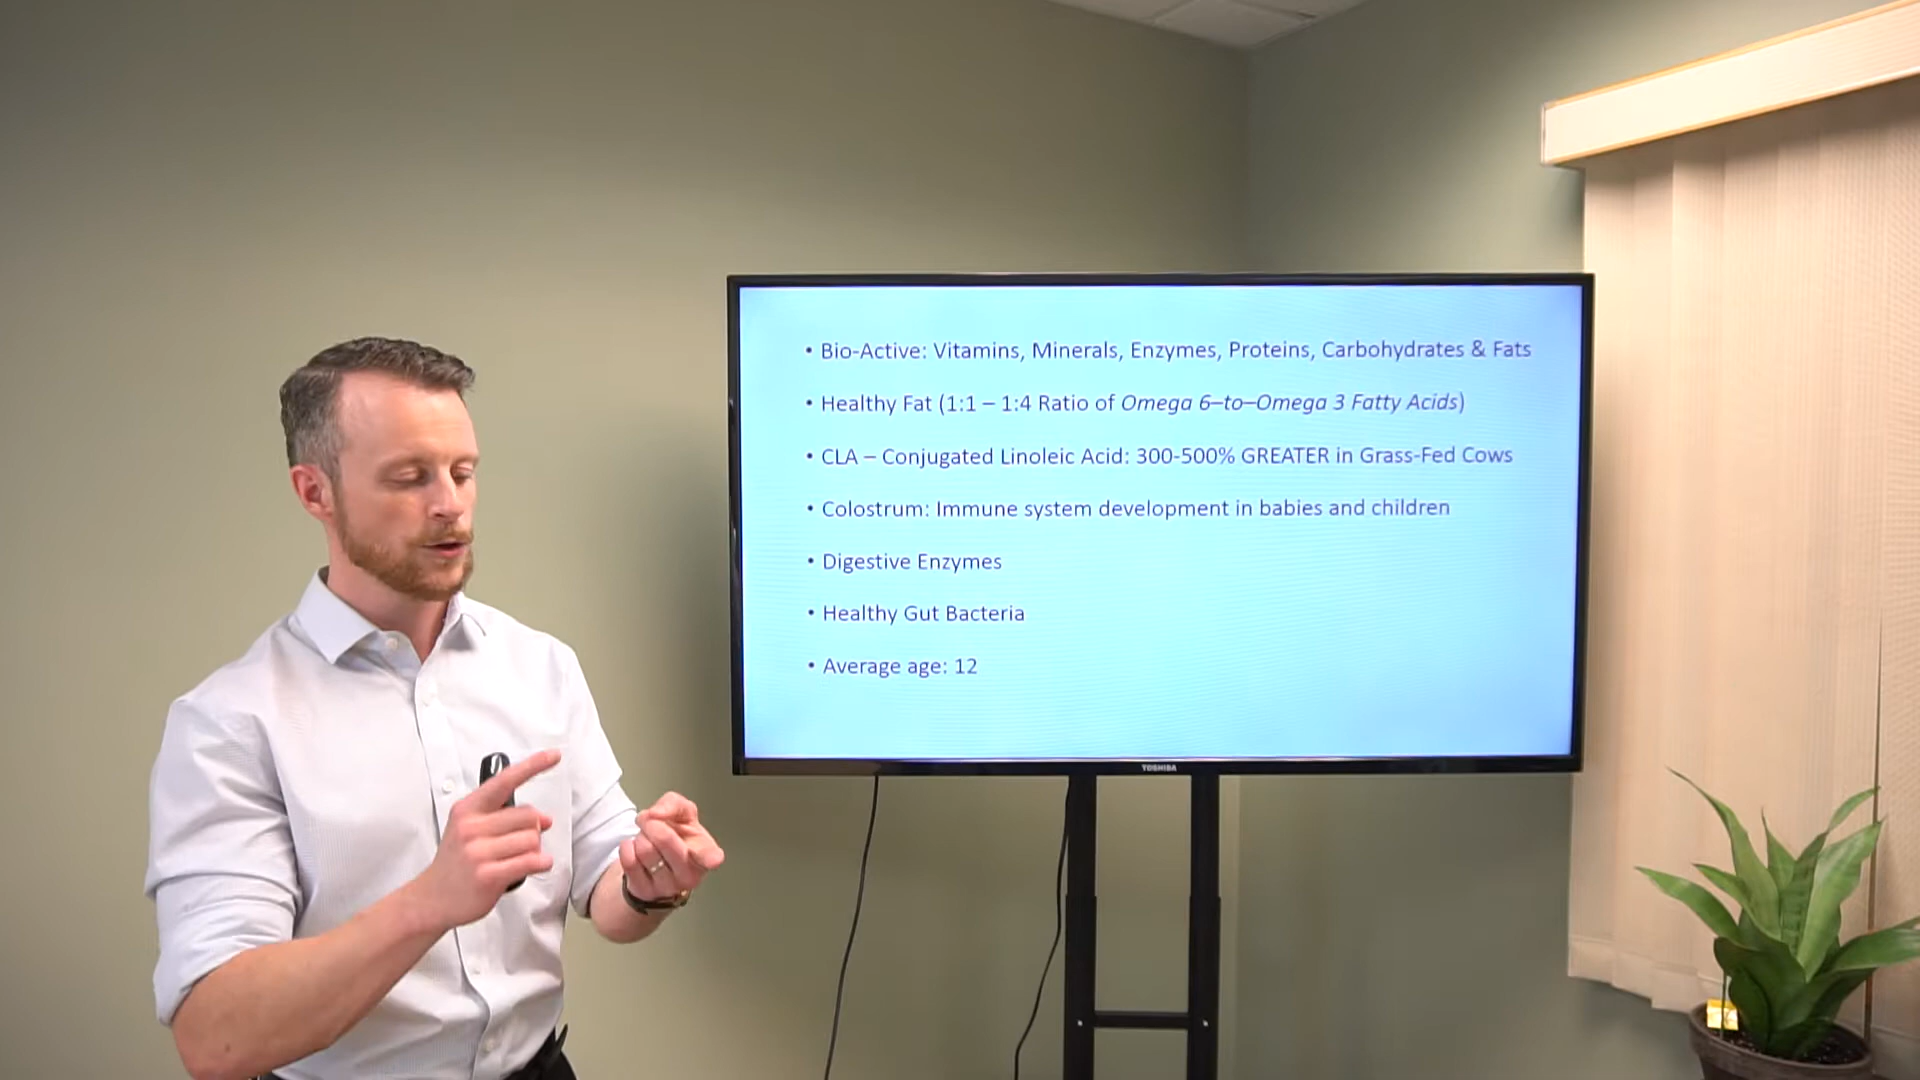 • Bio-Active: Vitamins, Minerals, Enzymes, Proteins, Carbohydrates & Fats
• Healthy Fat (1:1 – 1:4 Ratio of Omega 6–to–Omega 3 Fatty Acids)
• CLA – Conjugated Linoleic Acid: 300-500% GREATER in Grass-Fed Cows
• Colostrum: Immune system development in babies and children
• Digestive Enzymes
• Healthy Gut Bacteria
• Average age: 12
TOSHIBA